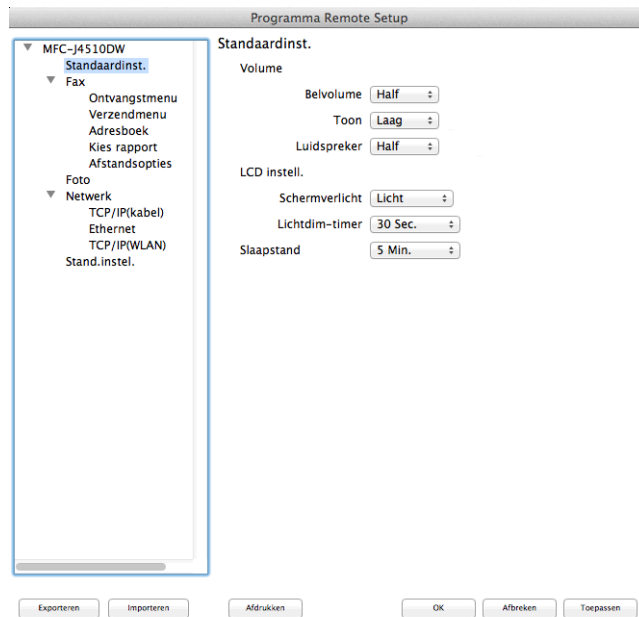 Programma Remote Setup
MFC-J4510DW
Standaardinst.
Fax
Ontvangstmenu
Verzendmenu
Adresboek
Kies rapport
Afstandsopties
Foto
Netwerk
TCP/IP(kabel)
Ethernet
TCP/IP(WLAN)
Stand.instel.
Standaardinst.
Volume
Belvolume Half
Toon Laag
Luidspreker Half
LCD instell.
Schermverlicht Licht
Lichtdim-timer 30 Sec.
Slaapstand 5 Min.
Exporteren Importeren Afdrukken OK Afbreken Toepassen